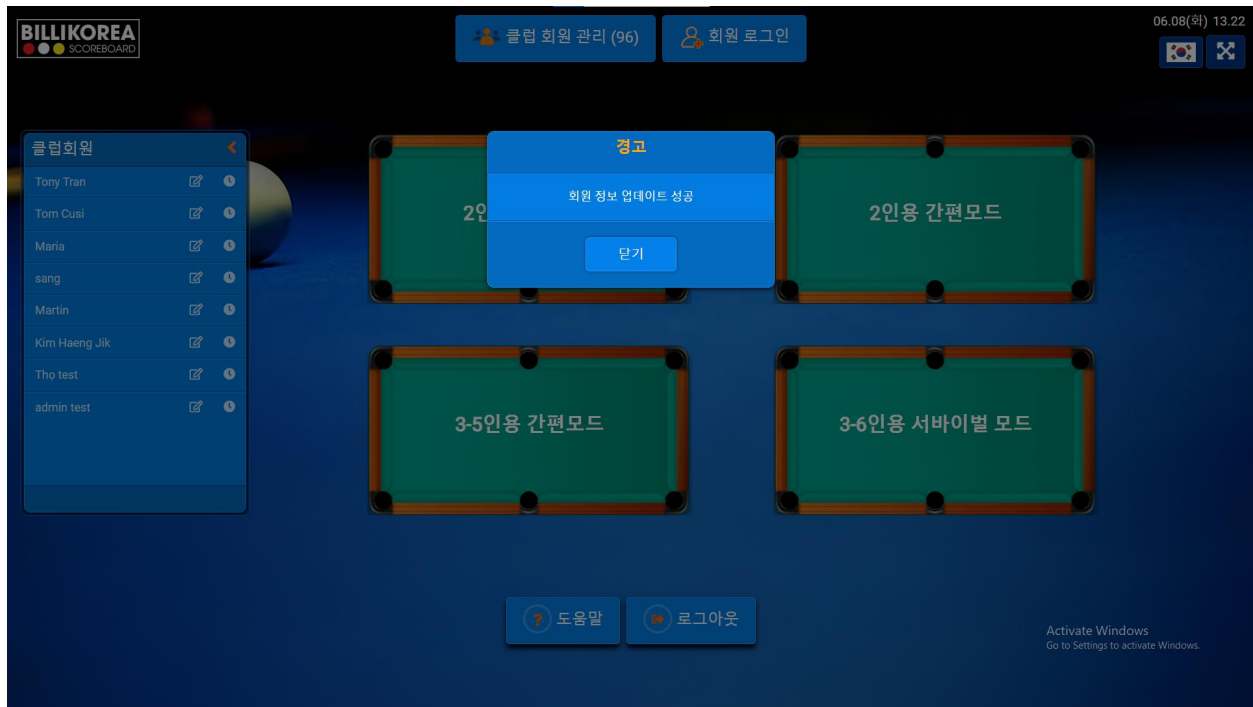 BILLIKOREA
SCOREBOARD
클럽 회원 관리 (96)
회원 로그인
06.08(화) 13.22
클럽회원
Tony Tran
Tom Cusi
Maria
sang
Martin
Kim Haeng Jik
Thọ test
admin test
경고
회원 정보 업데이트 성공
닫기
2인
2인용 간편모드
3-5인용 간편모드
3-6인용 서바이벌 모드
도움말
로그아웃
Activate Windows
Go to Settings to activate Windows.